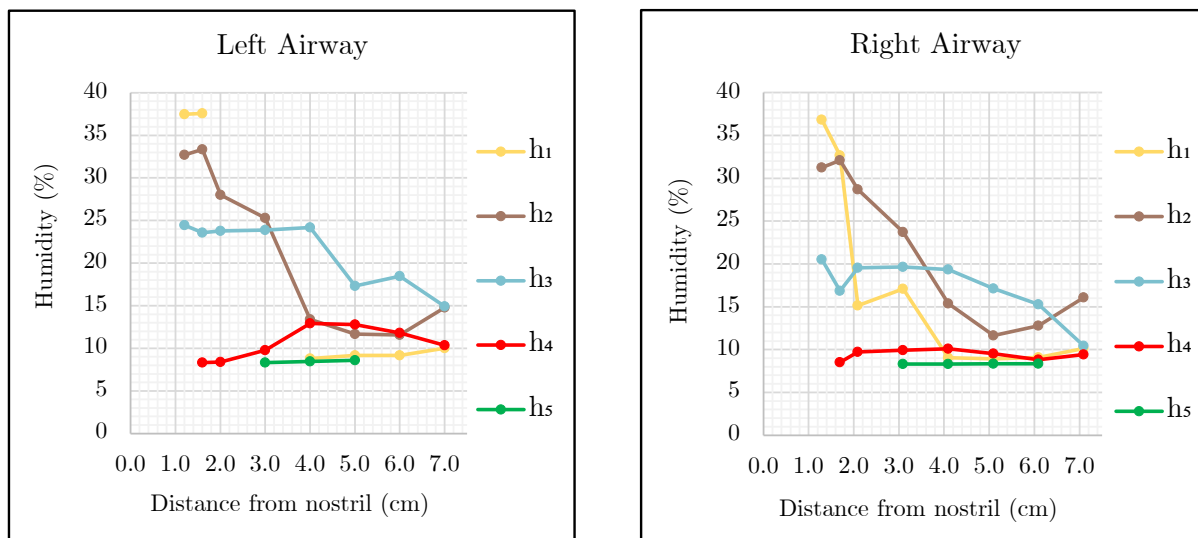 Left Airway
40
35
30
25
20
15
10
5
0
Humidity (%)
0.0 1.0 2.0 3.0 4.0 5.0 6.0 7.0
Distance from nostril (cm)
h₁
h₂
h₃
h₄
h₅
Right Airway
40
35
30
25
20
15
10
5
0
Humidity (%)
0.0 1.0 2.0 3.0 4.0 5.0 6.0 7.0
Distance from nostril (cm)
h₁
h₂
h₃
h₄
h₅